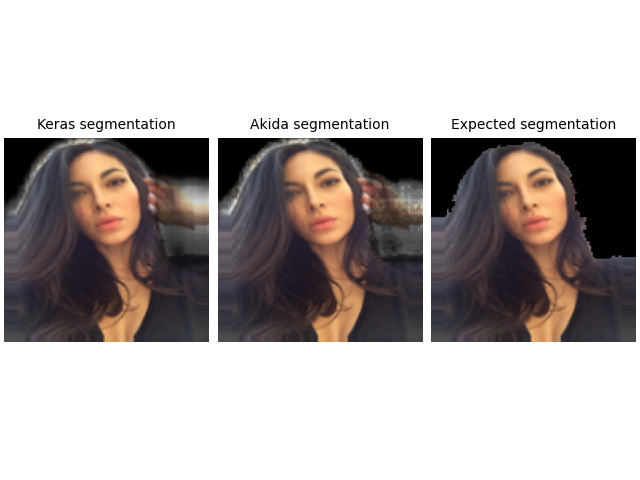 Keras segmentation
Akida segmentation
Expected segmentation